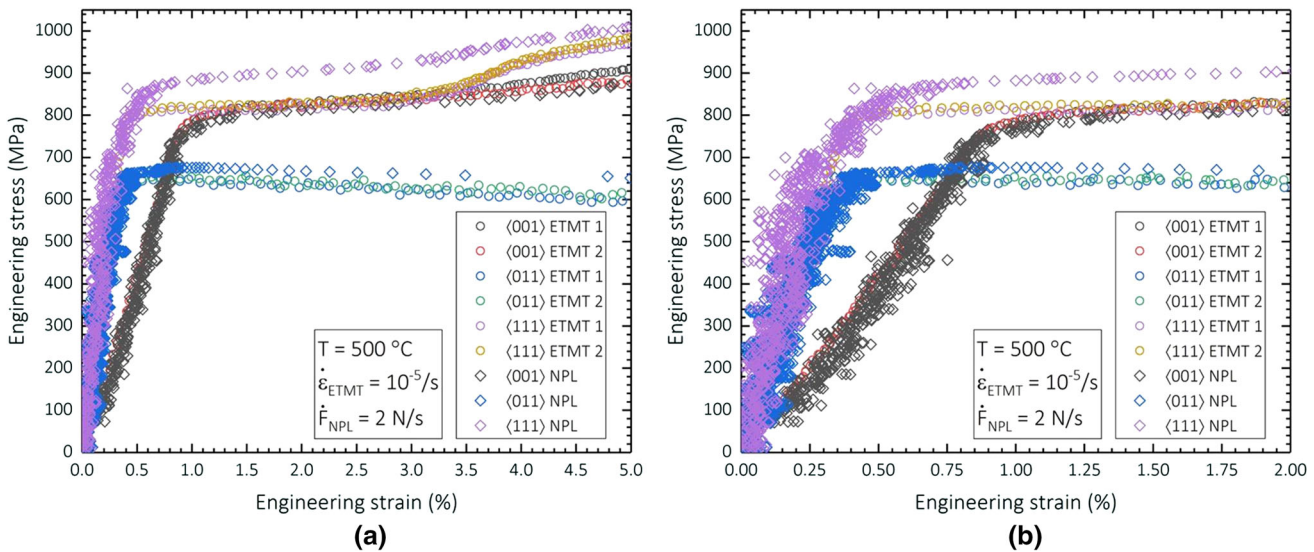 1000
900
800
700
600
500
400
300
200
100
0
Engineering stress (MPa)
0.0 0.5 1.0 1.5 2.0 2.5 3.0 3.5 4.0 4.5 5.0
Engineering strain (%)
T = 500 °C
ε̇ETMT = 10⁻⁵/s
ḞNPL = 2 N/s
⟨001⟩ ETMT 1
⟨001⟩ ETMT 2
⟨011⟩ ETMT 1
⟨011⟩ ETMT 2
⟨111⟩ ETMT 1
⟨111⟩ ETMT 2
⟨001⟩ NPL
⟨011⟩ NPL
⟨111⟩ NPL
(a)
1000
900
800
700
600
500
400
300
200
100
0
Engineering stress (MPa)
0.00 0.25 0.50 0.75 1.00 1.25 1.50 1.75 2.00
Engineering strain (%)
T = 500 °C
ε̇ETMT = 10⁻⁵/s
ḞNPL = 2 N/s
⟨001⟩ ETMT 1
⟨001⟩ ETMT 2
⟨011⟩ ETMT 1
⟨011⟩ ETMT 2
⟨111⟩ ETMT 1
⟨111⟩ ETMT 2
⟨001⟩ NPL
⟨011⟩ NPL
⟨111⟩ NPL
(b)